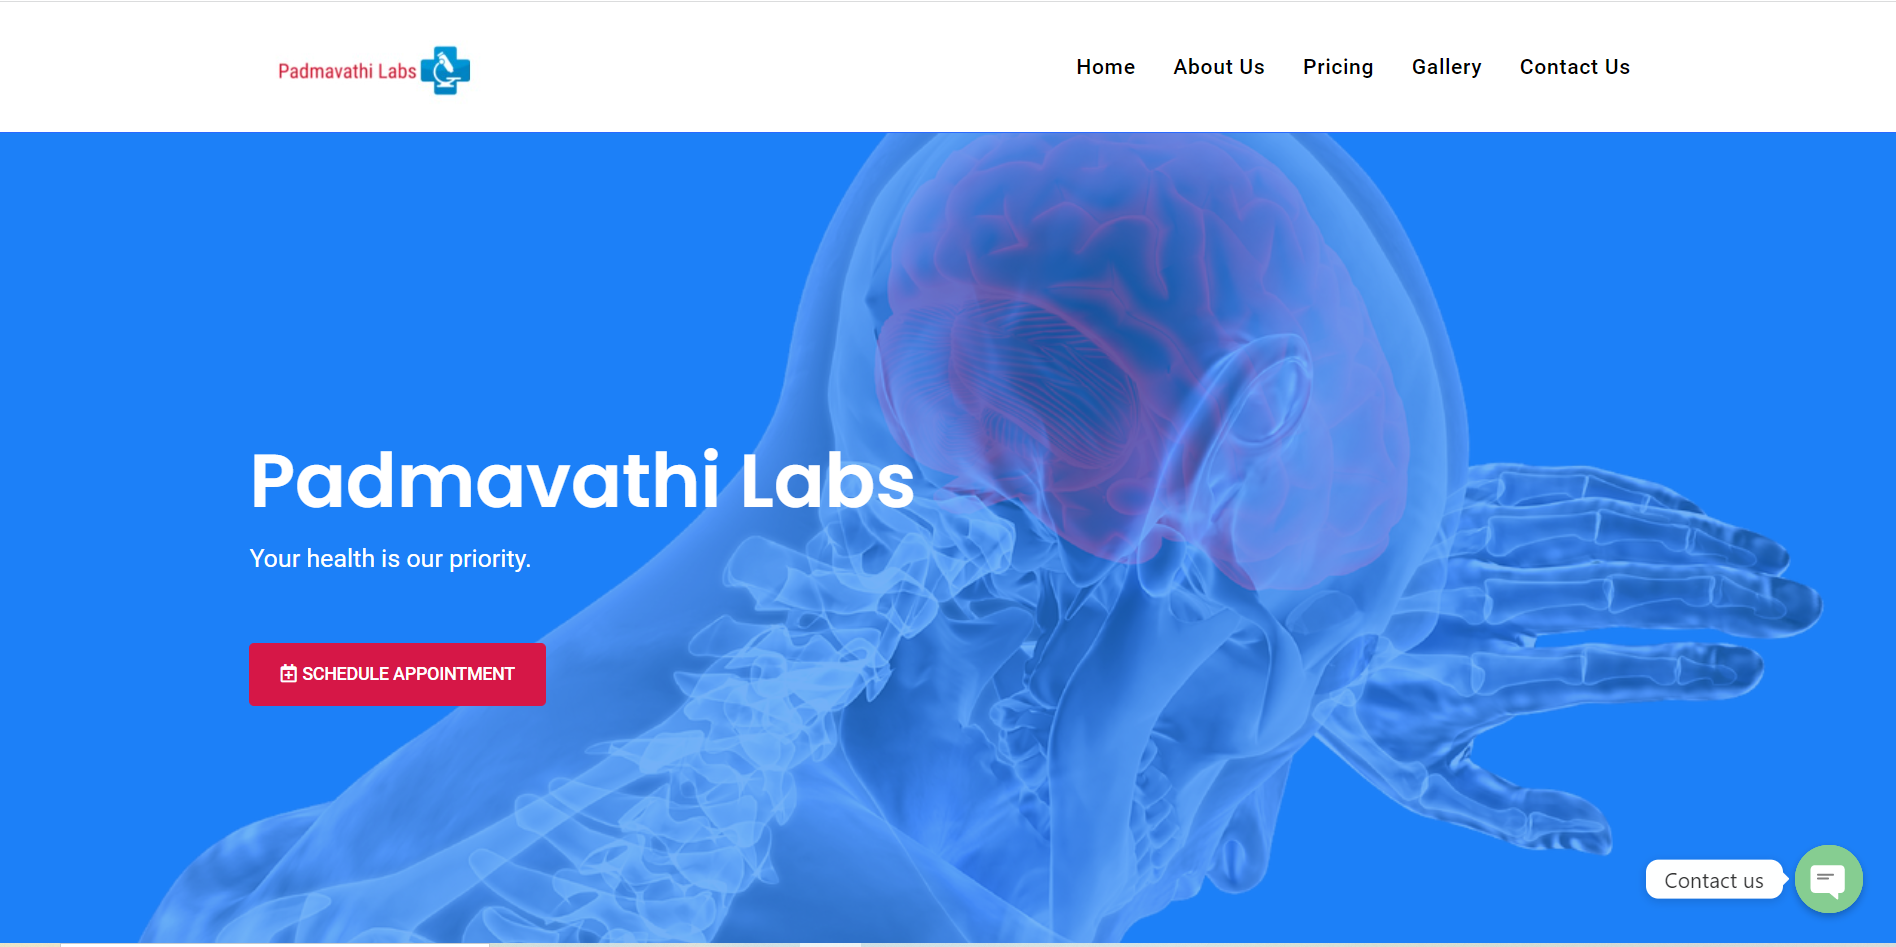 Padmavathi Labs
Home About Us Pricing Gallery Contact Us
Padmavathi Labs
Your health is our priority.
SCHEDULE APPOINTMENT
Contact us